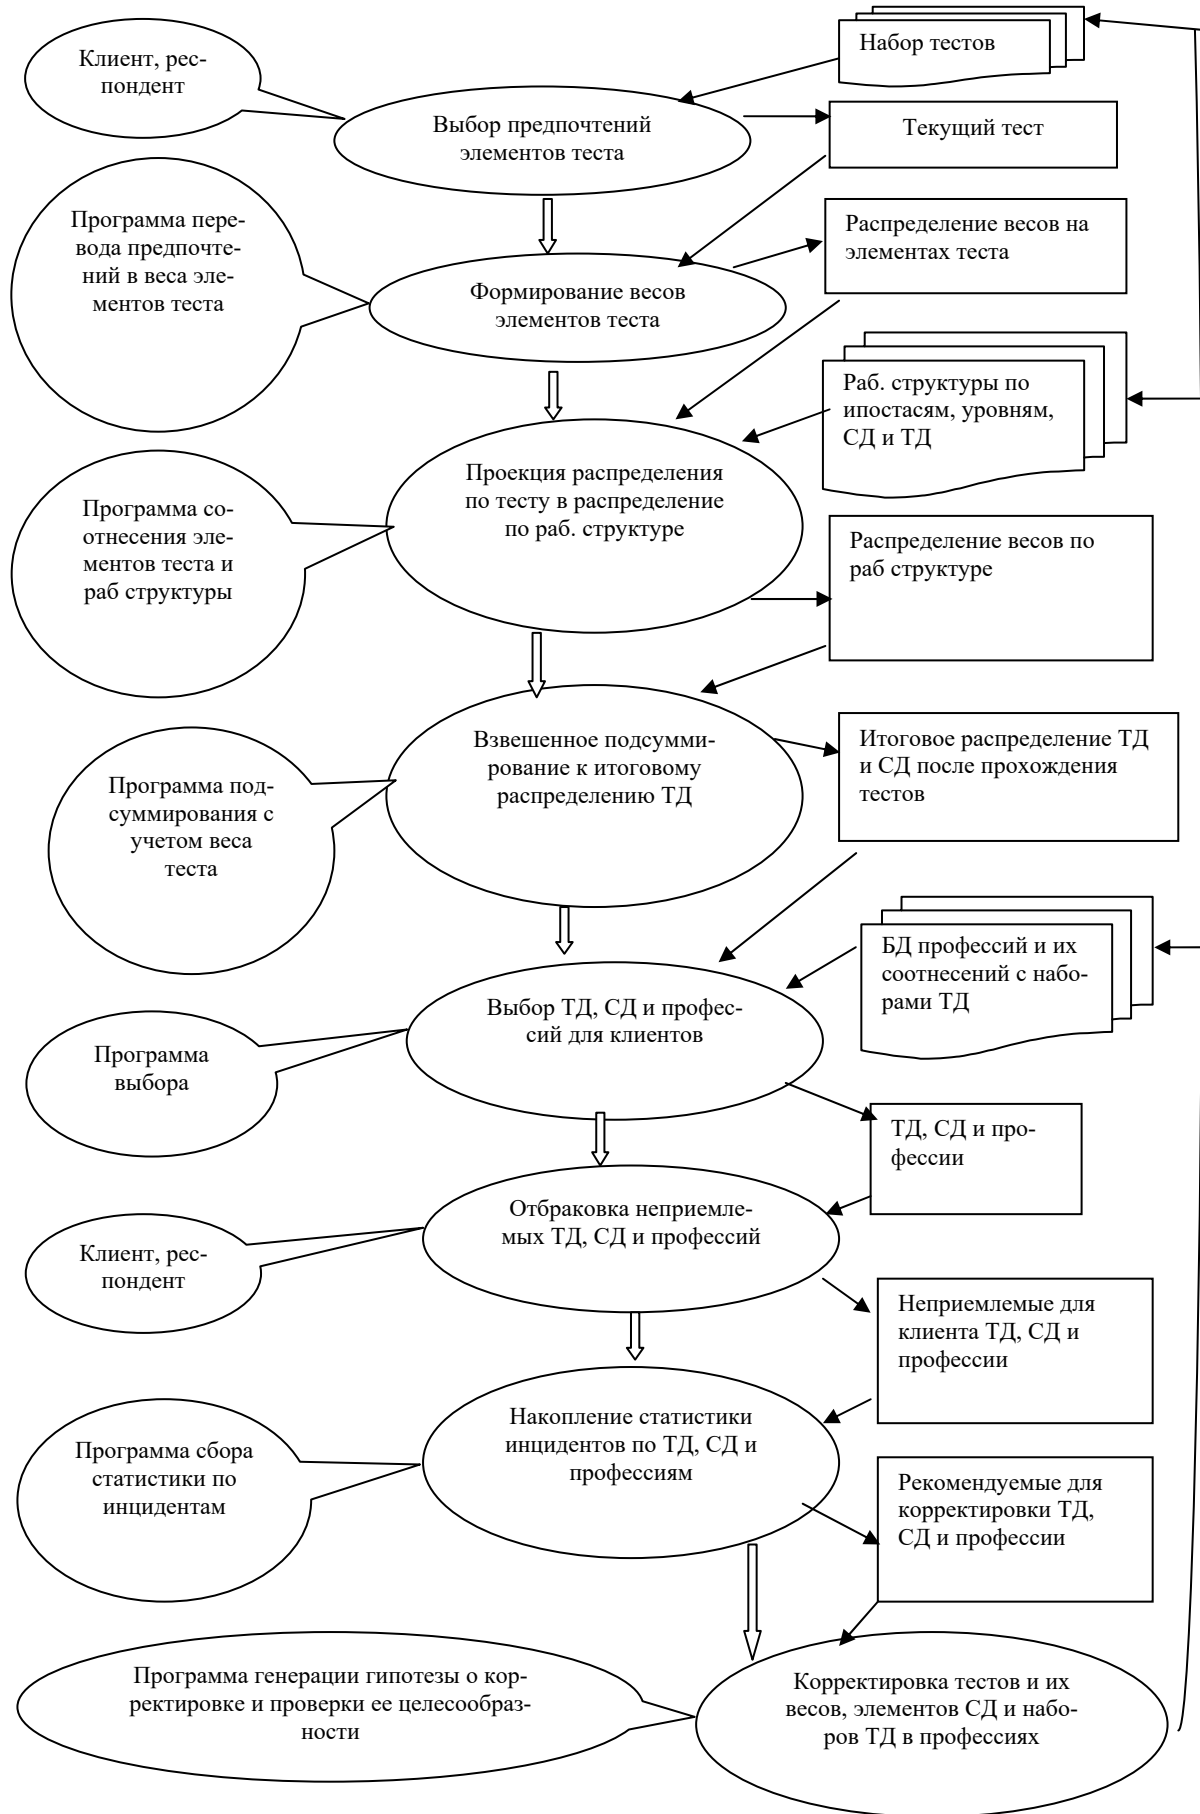 Клиент, рес-
пондент
Набор тестов
Выбор предпочтений
элементов теста
Текущий тест
Программа пере-
вода предпочте-
ний в веса эле-
ментов теста
Распределение весов на
элементах теста
Формирование весов
элементов теста
Раб. структуры по
ипостасям, уровням,
СД и ТД
Программа со-
отнесения эле-
ментов теста и
раб структуры
Проекция распределения
по тесту в распределение
по раб. структуре
Распределение весов по
раб структуре
Программа под-
суммирования с
учетом веса
теста
Взвешенное подсумми-
рование к итоговому
распределению ТД
Итоговое распределение ТД
и СД после прохождения
тестов
БД профессий и их
соотнесений с набо-
рами ТД
Программа
выбора
Выбор ТД, СД и профес-
сий для клиентов
ТД, СД и про-
фессии
Клиент, рес-
пондент
Отбраковка неприемле-
мых ТД, СД и профессий
Неприемлемые для
клиента ТД, СД и
профессии
Программа сбора
статистики по
инцидентам
Накопление статистики
инцидентов по ТД, СД и
профессиям
Рекомендуемые для
корректировки ТД,
СД и профессии
Программа генерации гипотезы о кор-
ректировке и проверки ее целесообраз-
ности
Корректировка тестов и их
весов, элементов СД и набо-
ров ТД в профессиях